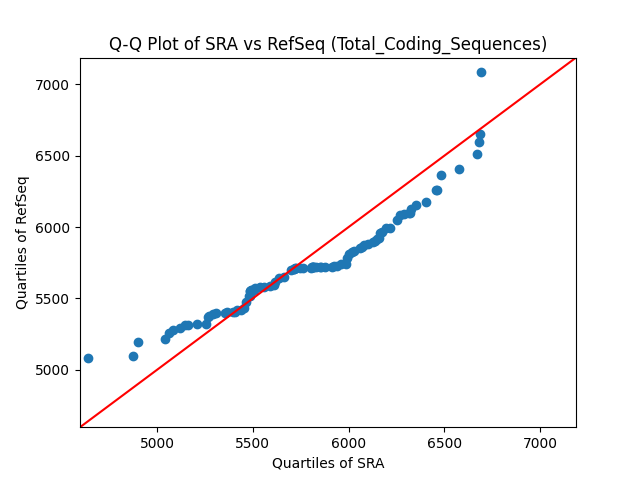 Q-Q Plot of SRA vs RefSeq (Total_Coding_Sequences)
7000
6500
6000
5500
5000
Quartiles of RefSeq
5000 5500 6000 6500 7000
Quartiles of SRA